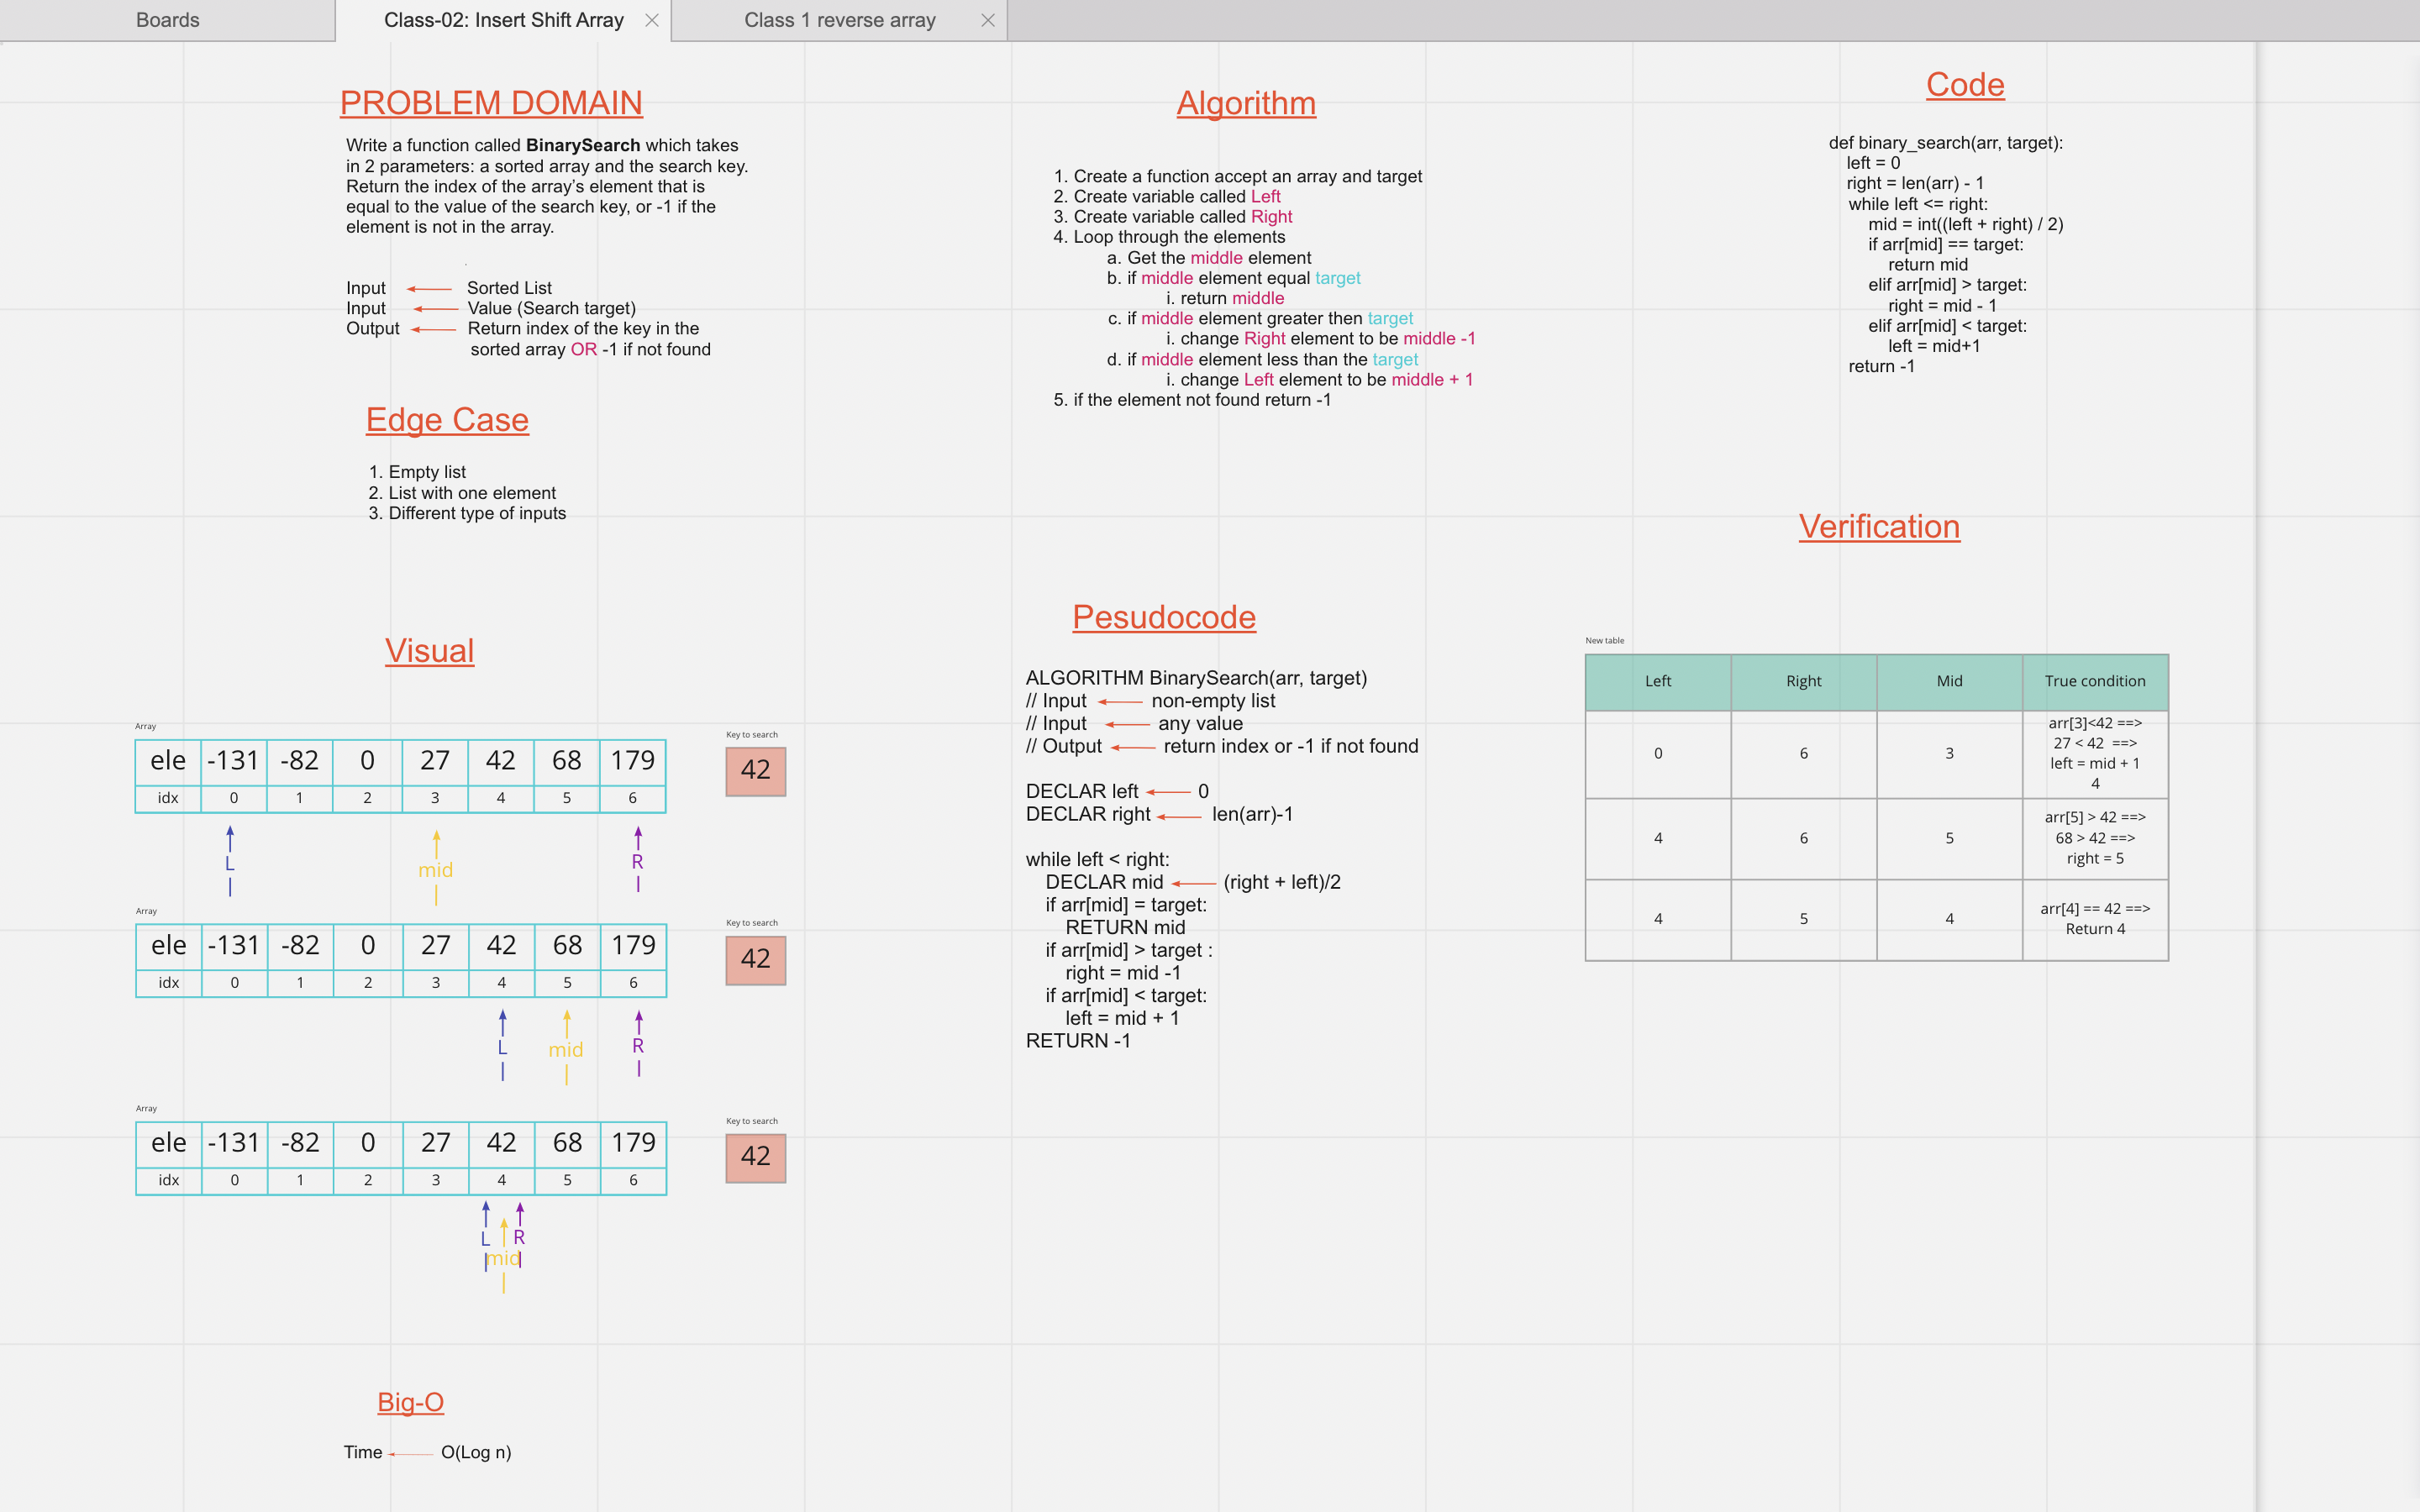 Boards
Class-02: Insert Shift Array
Class 1 reverse array
PROBLEM DOMAIN
Write a function called BinarySearch which takes
in 2 parameters: a sorted array and the search key.
Return the index of the array's element that is
equal to the value of the search key, or -1 if the
element is not in the array.
Input Sorted List
Input Value (Search target)
Output Return index of the key in the
sorted array OR -1 if not found
Edge Case
1. Empty list
2. List with one element
3. Different type of inputs
Visual
Array
Key to search
ele -131 -82 0 27 42 68 179
42
idx 0 1 2 3 4 5 6
L mid R
Array
Key to search
ele -131 -82 0 27 42 68 179
42
idx 0 1 2 3 4 5 6
L mid R
Array
Key to search
ele -131 -82 0 27 42 68 179
42
idx 0 1 2 3 4 5 6
L R
mid
Big-O
Time O(Log n)
Algorithm
1. Create a function accept an array and target
2. Create variable called Left
3. Create variable called Right
4. Loop through the elements
a. Get the middle element
b. if middle element equal target
i. return middle
c. if middle element greater then target
i. change Right element to be middle -1
d. if middle element less than the target
i. change Left element to be middle + 1
5. if the element not found return -1
Pesudocode
ALGORITHM BinarySearch(arr, target)
// Input non-empty list
// Input any value
// Output return index or -1 if not found
DECLAR left 0
DECLAR right len(arr)-1
while left < right:
DECLAR mid (right + left)/2
if arr[mid] = target:
RETURN mid
if arr[mid] > target :
right = mid -1
if arr[mid] < target:
left = mid + 1
RETURN -1
Code
def binary_search(arr, target):
left = 0
right = len(arr) - 1
while left <= right:
mid = int((left + right) / 2)
if arr[mid] == target:
return mid
elif arr[mid] > target:
right = mid - 1
elif arr[mid] < target:
left = mid+1
return -1
Verification
New table
Left Right Mid True condition
0 6 3
arr[3]<42 ==>
27 < 42 ==>
left = mid + 1
4
4 6 5
arr[5] > 42 ==>
68 > 42 ==>
right = 5
4 5 4
arr[4] == 42 ==>
Return 4